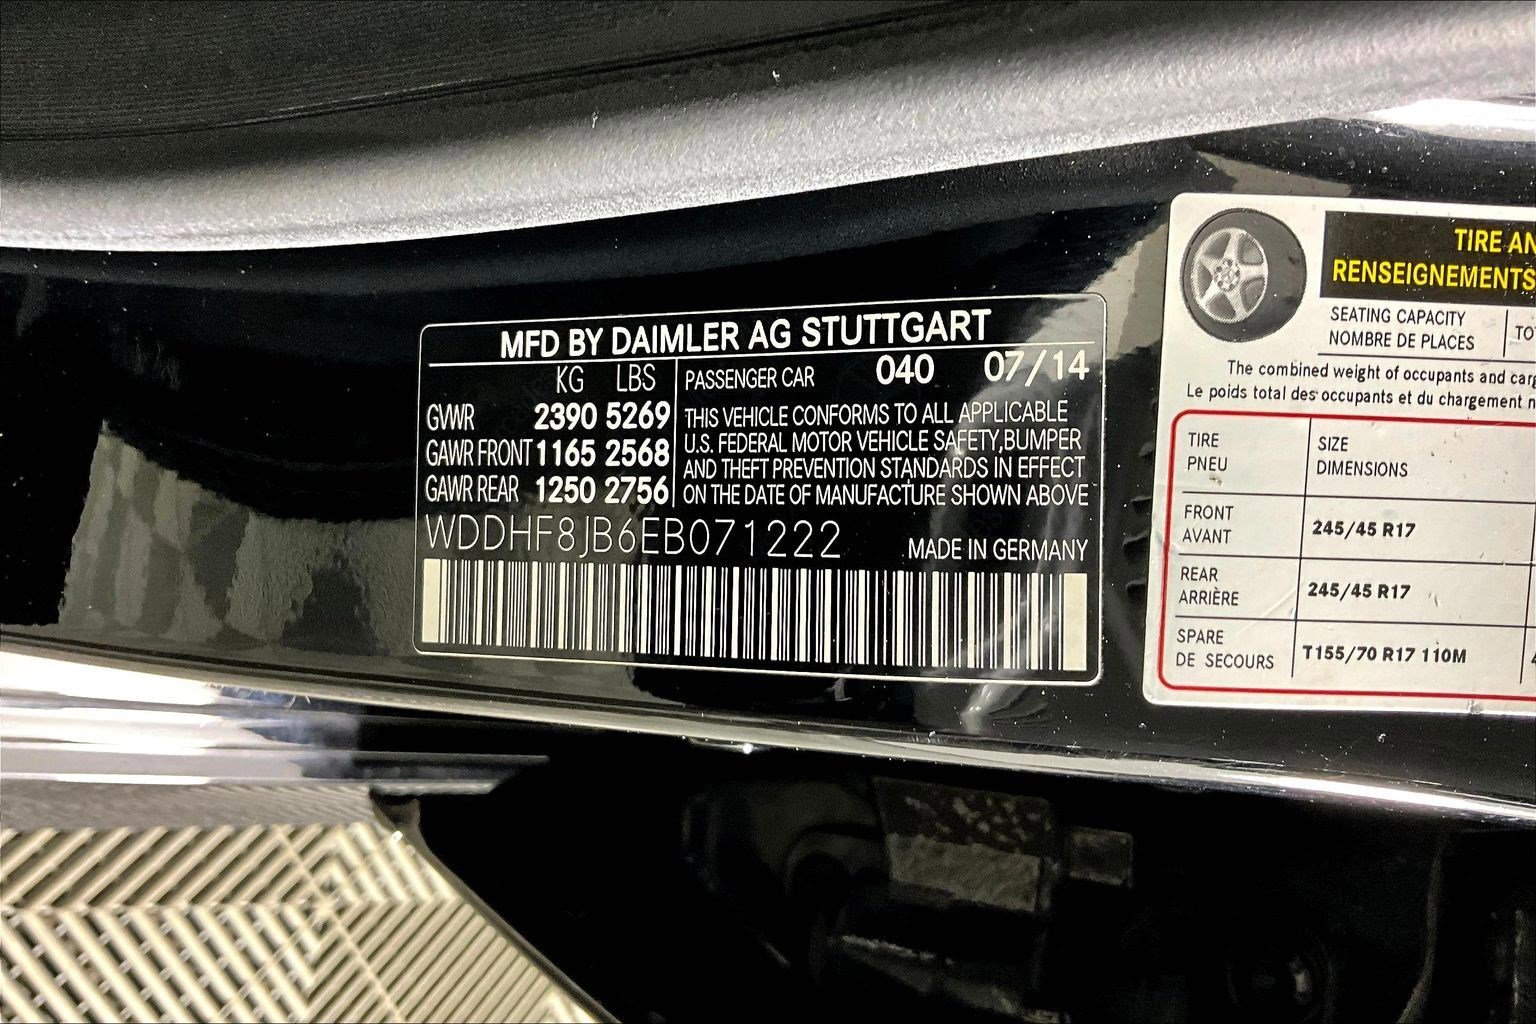 MFD BY DAIMLER AG STUTTGART
KG LBS
GVWR 2390 5269
GAWR FRONT 1165 2568
GAWR REAR 1250 2756
PASSENGER CAR 040 07/14
THIS VEHICLE CONFORMS TO ALL APPLICABLE
U.S. FEDERAL MOTOR VEHICLE SAFETY,BUMPER
AND THEFT PREVENTION STANDARDS IN EFFECT
ON THE DATE OF MANUFACTURE SHOWN ABOVE
WDDHF8JB6EB071222
MADE IN GERMANY
TIRE AN
RENSEIGNEMENTS
SEATING CAPACITY
NOMBRE DE PLACES
TO
The combined weight of occupants and carg
Le poids total des occupants et du chargement n
TIRE
PNEU
SIZE
DIMENSIONS
FRONT
AVANT
245/45 R17
REAR
ARRIÈRE
245/45 R17
SPARE
DE SECOURS
T155/70 R17 110M